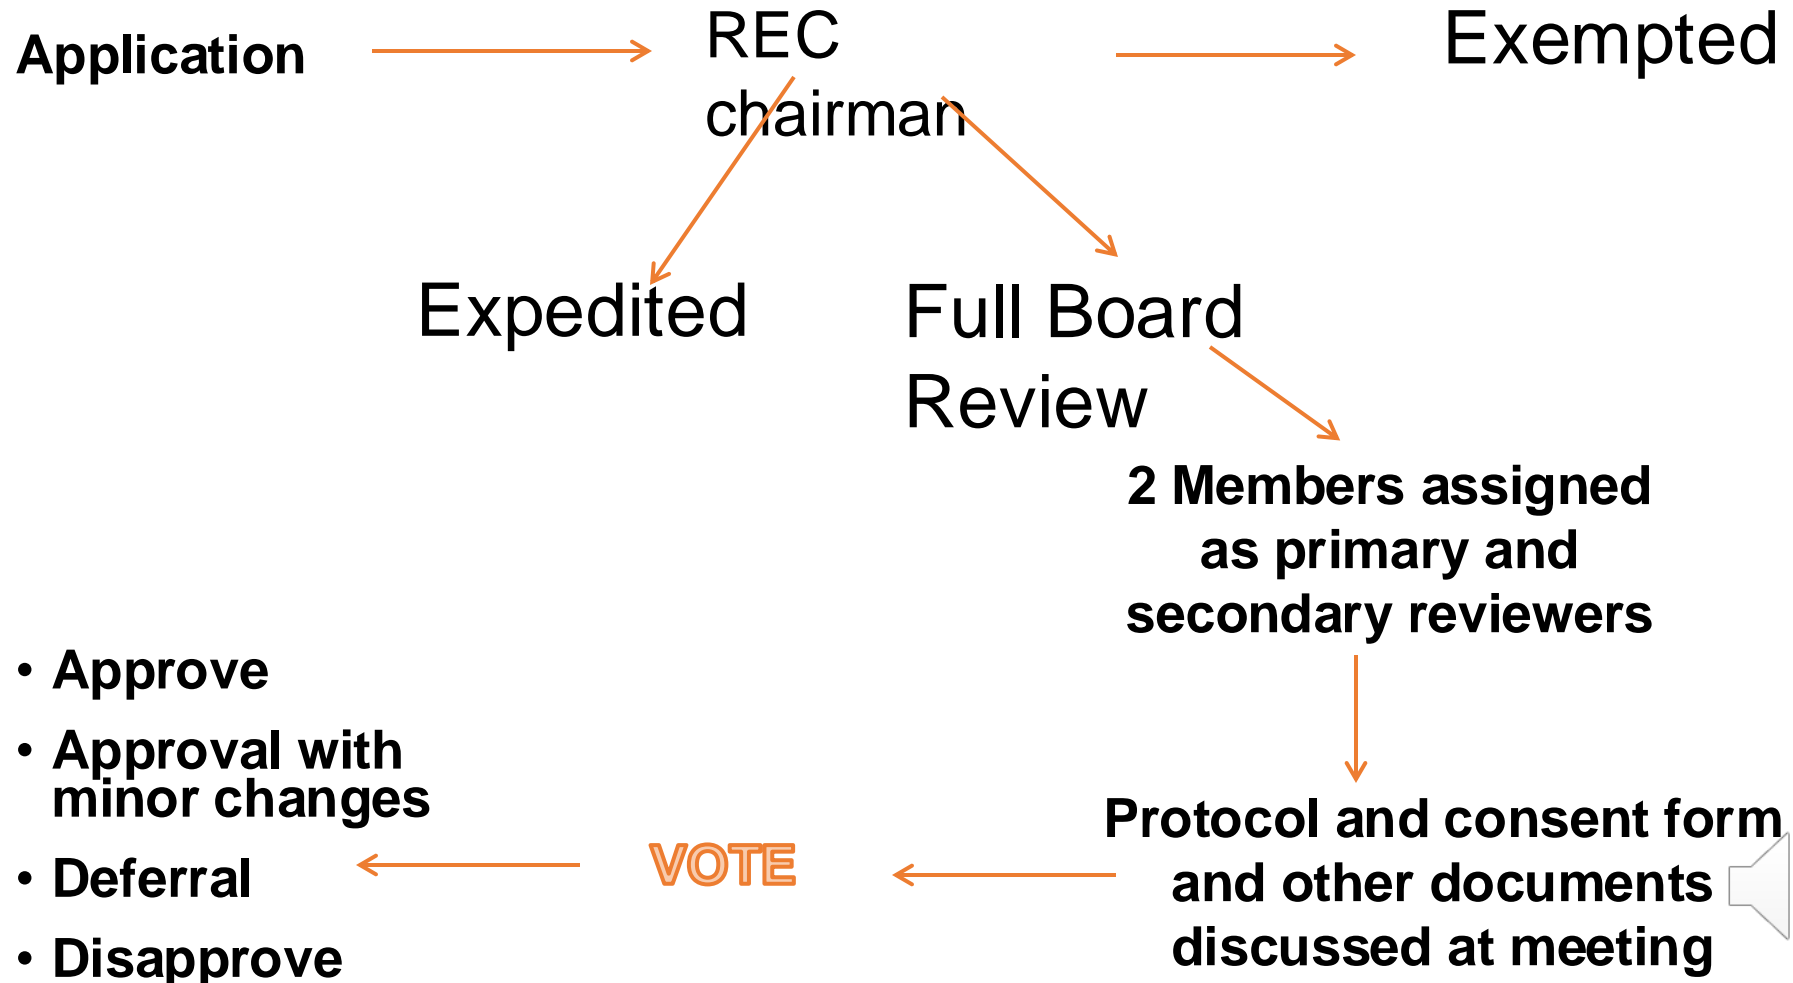 Application
REC
chairman
Exempted
Expedited
Full Board
Review
2 Members assigned
as primary and
secondary reviewers
Protocol and consent form
and other documents
discussed at meeting
VOTE
• Approve
• Approval with
minor changes
• Deferral
• Disapprove